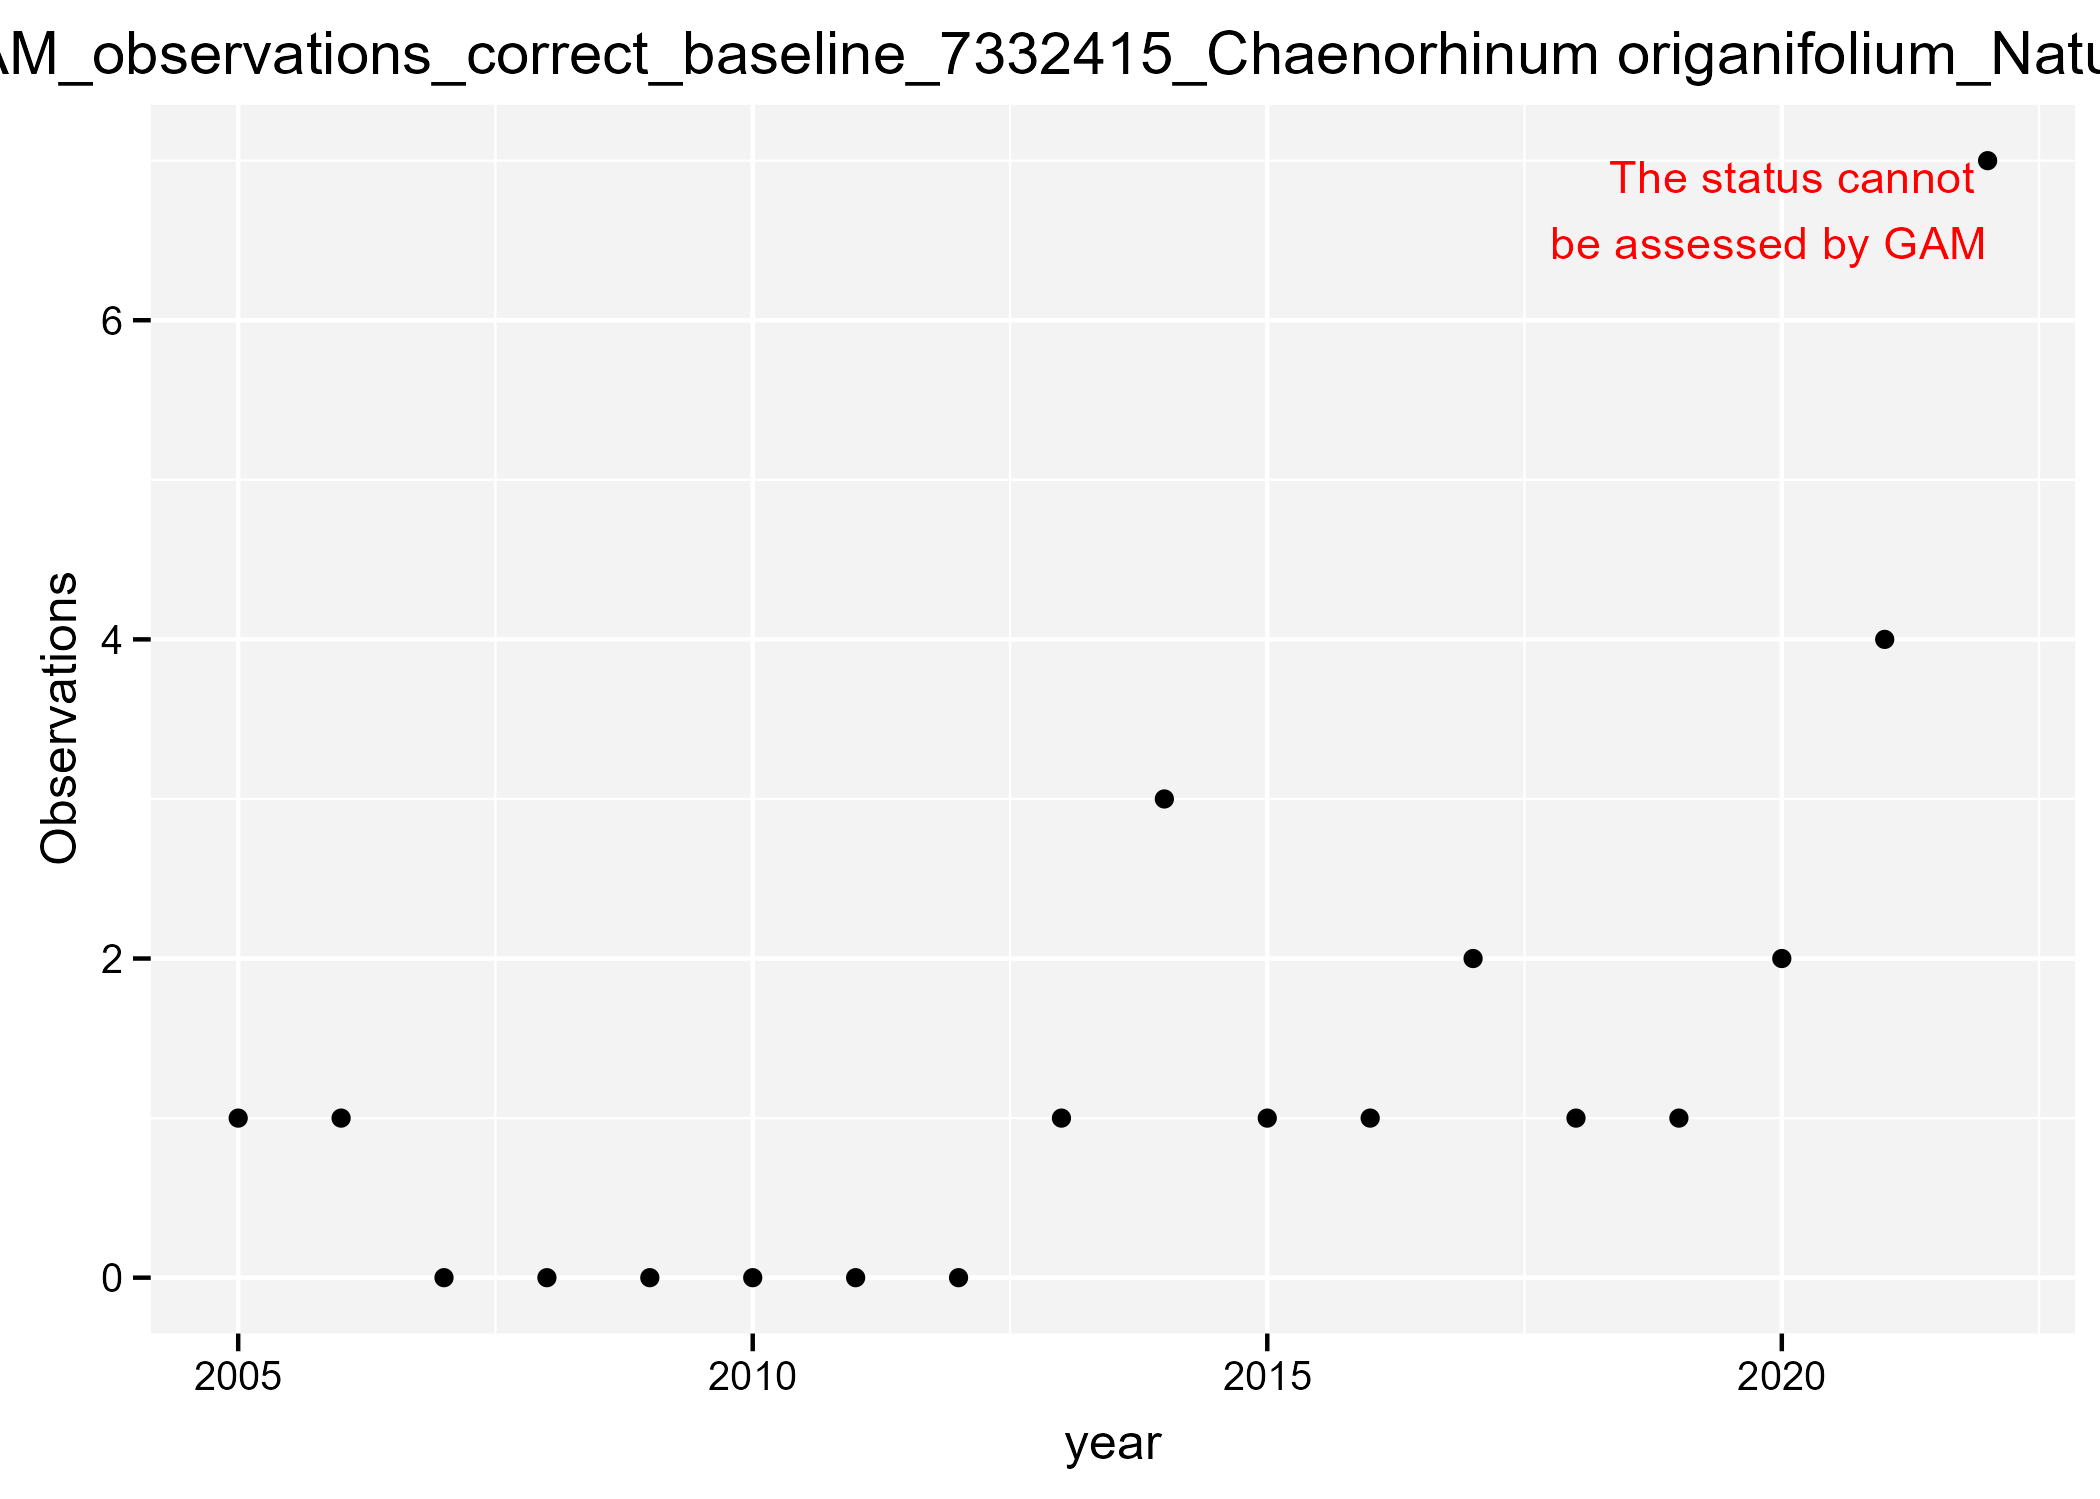 AM_observations_correct_baseline_7332415_Chaenorhinum origanifolium_Natu
The status cannot
be assessed by GAM
6
4
2
0
Observations
2005 2010 2015 2020
year